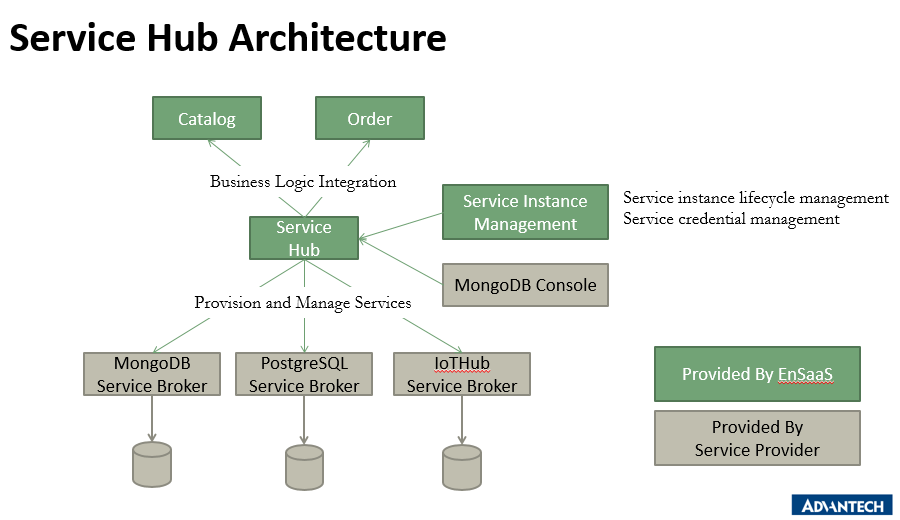 Service Hub Architecture
Catalog
Order
Business Logic Integration
Service Instance
Management
Service instance lifecycle management
Service credential management
Service
Hub
MongoDB Console
Provision and Manage Services
MongoDB
Service Broker
PostgreSQL
Service Broker
IoTHub
Service Broker
Provided By EnSaaS
Provided By
Service Provider
ADVANTECH